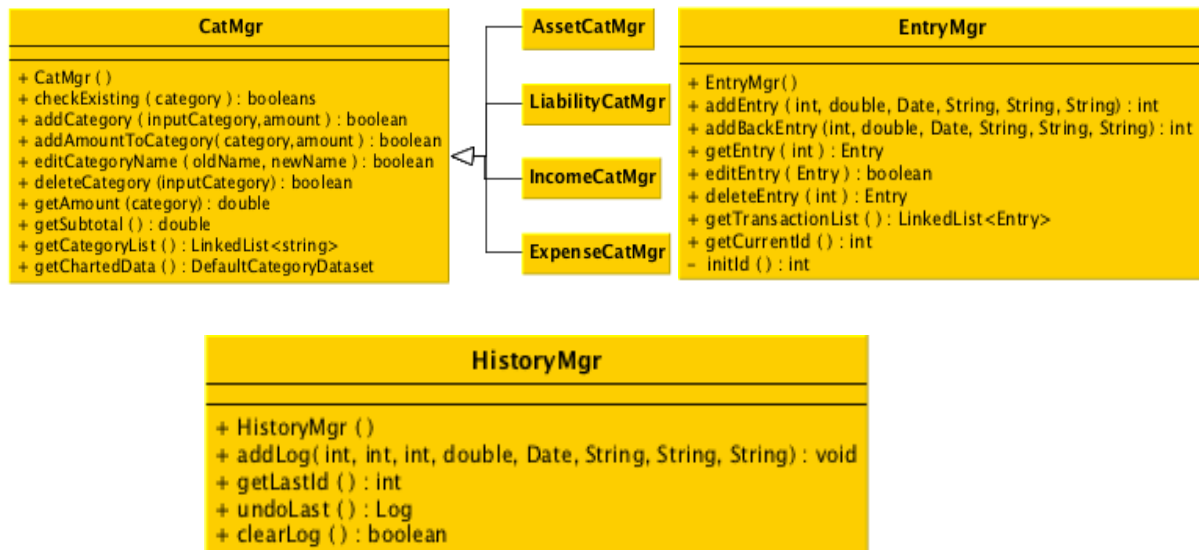 CatMgr
+ CatMgr ( )
+ checkExisting ( category ) : booleans
+ addCategory ( inputCategory,amount ) : boolean
+ addAmountToCategory( category,amount ) : boolean
+ editCategoryName ( oldName, newName ) : boolean
+ deleteCategory (inputCategory) : boolean
+ getAmount (category) : double
+ getSubtotal ( ) : double
+ getCategoryList ( ) : LinkedList<string>
+ getChartedData ( ) : DefaultCategoryDataset
AssetCatMgr
LiabilityCatMgr
IncomeCatMgr
ExpenseCatMgr
EntryMgr
+ EntryMgr( )
+ addEntry ( int, double, Date, String, String, String) : int
+ addBackEntry (int, double, Date, String, String, String) : int
+ getEntry ( int ) : Entry
+ editEntry ( Entry ) : boolean
+ deleteEntry ( int ) : Entry
+ getTransactionList ( ) : LinkedList<Entry>
+ getCurrentId ( ) : int
- initId ( ) : int
HistoryMgr
+ HistoryMgr ( )
+ addLog( int, int, int, double, Date, String, String, String) : void
+ getLastId ( ) : int
+ undoLast ( ) : Log
+ clearLog ( ) : boolean